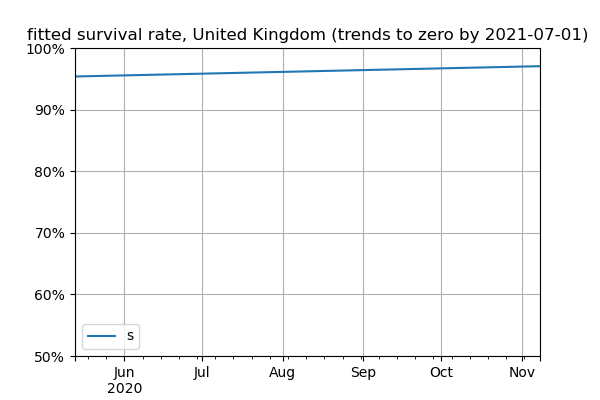 fitted survival rate, United Kingdom (trends to zero by 2021-07-01)
100%
90%
80%
70%
60%
50%
s
Jun Jul Aug Sep Oct Nov
2020